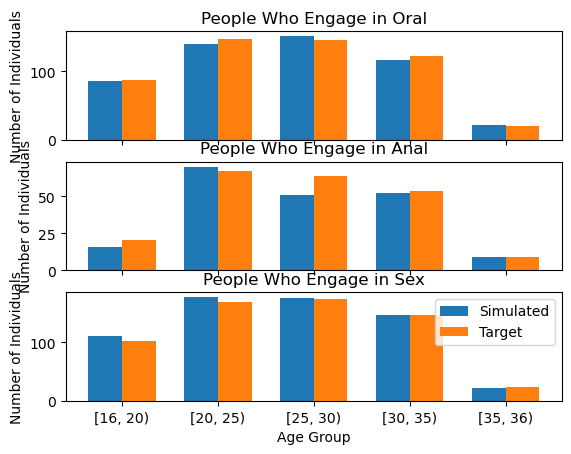 People Who Engage in Oral
Number of Individuals
100
0
People Who Engage in Anal
Number of Individuals
50
25
0
People Who Engage in Sex
Number of Individuals
100
0
Simulated
Target
[16, 20) [20, 25) [25, 30) [30, 35) [35, 36)
Age Group